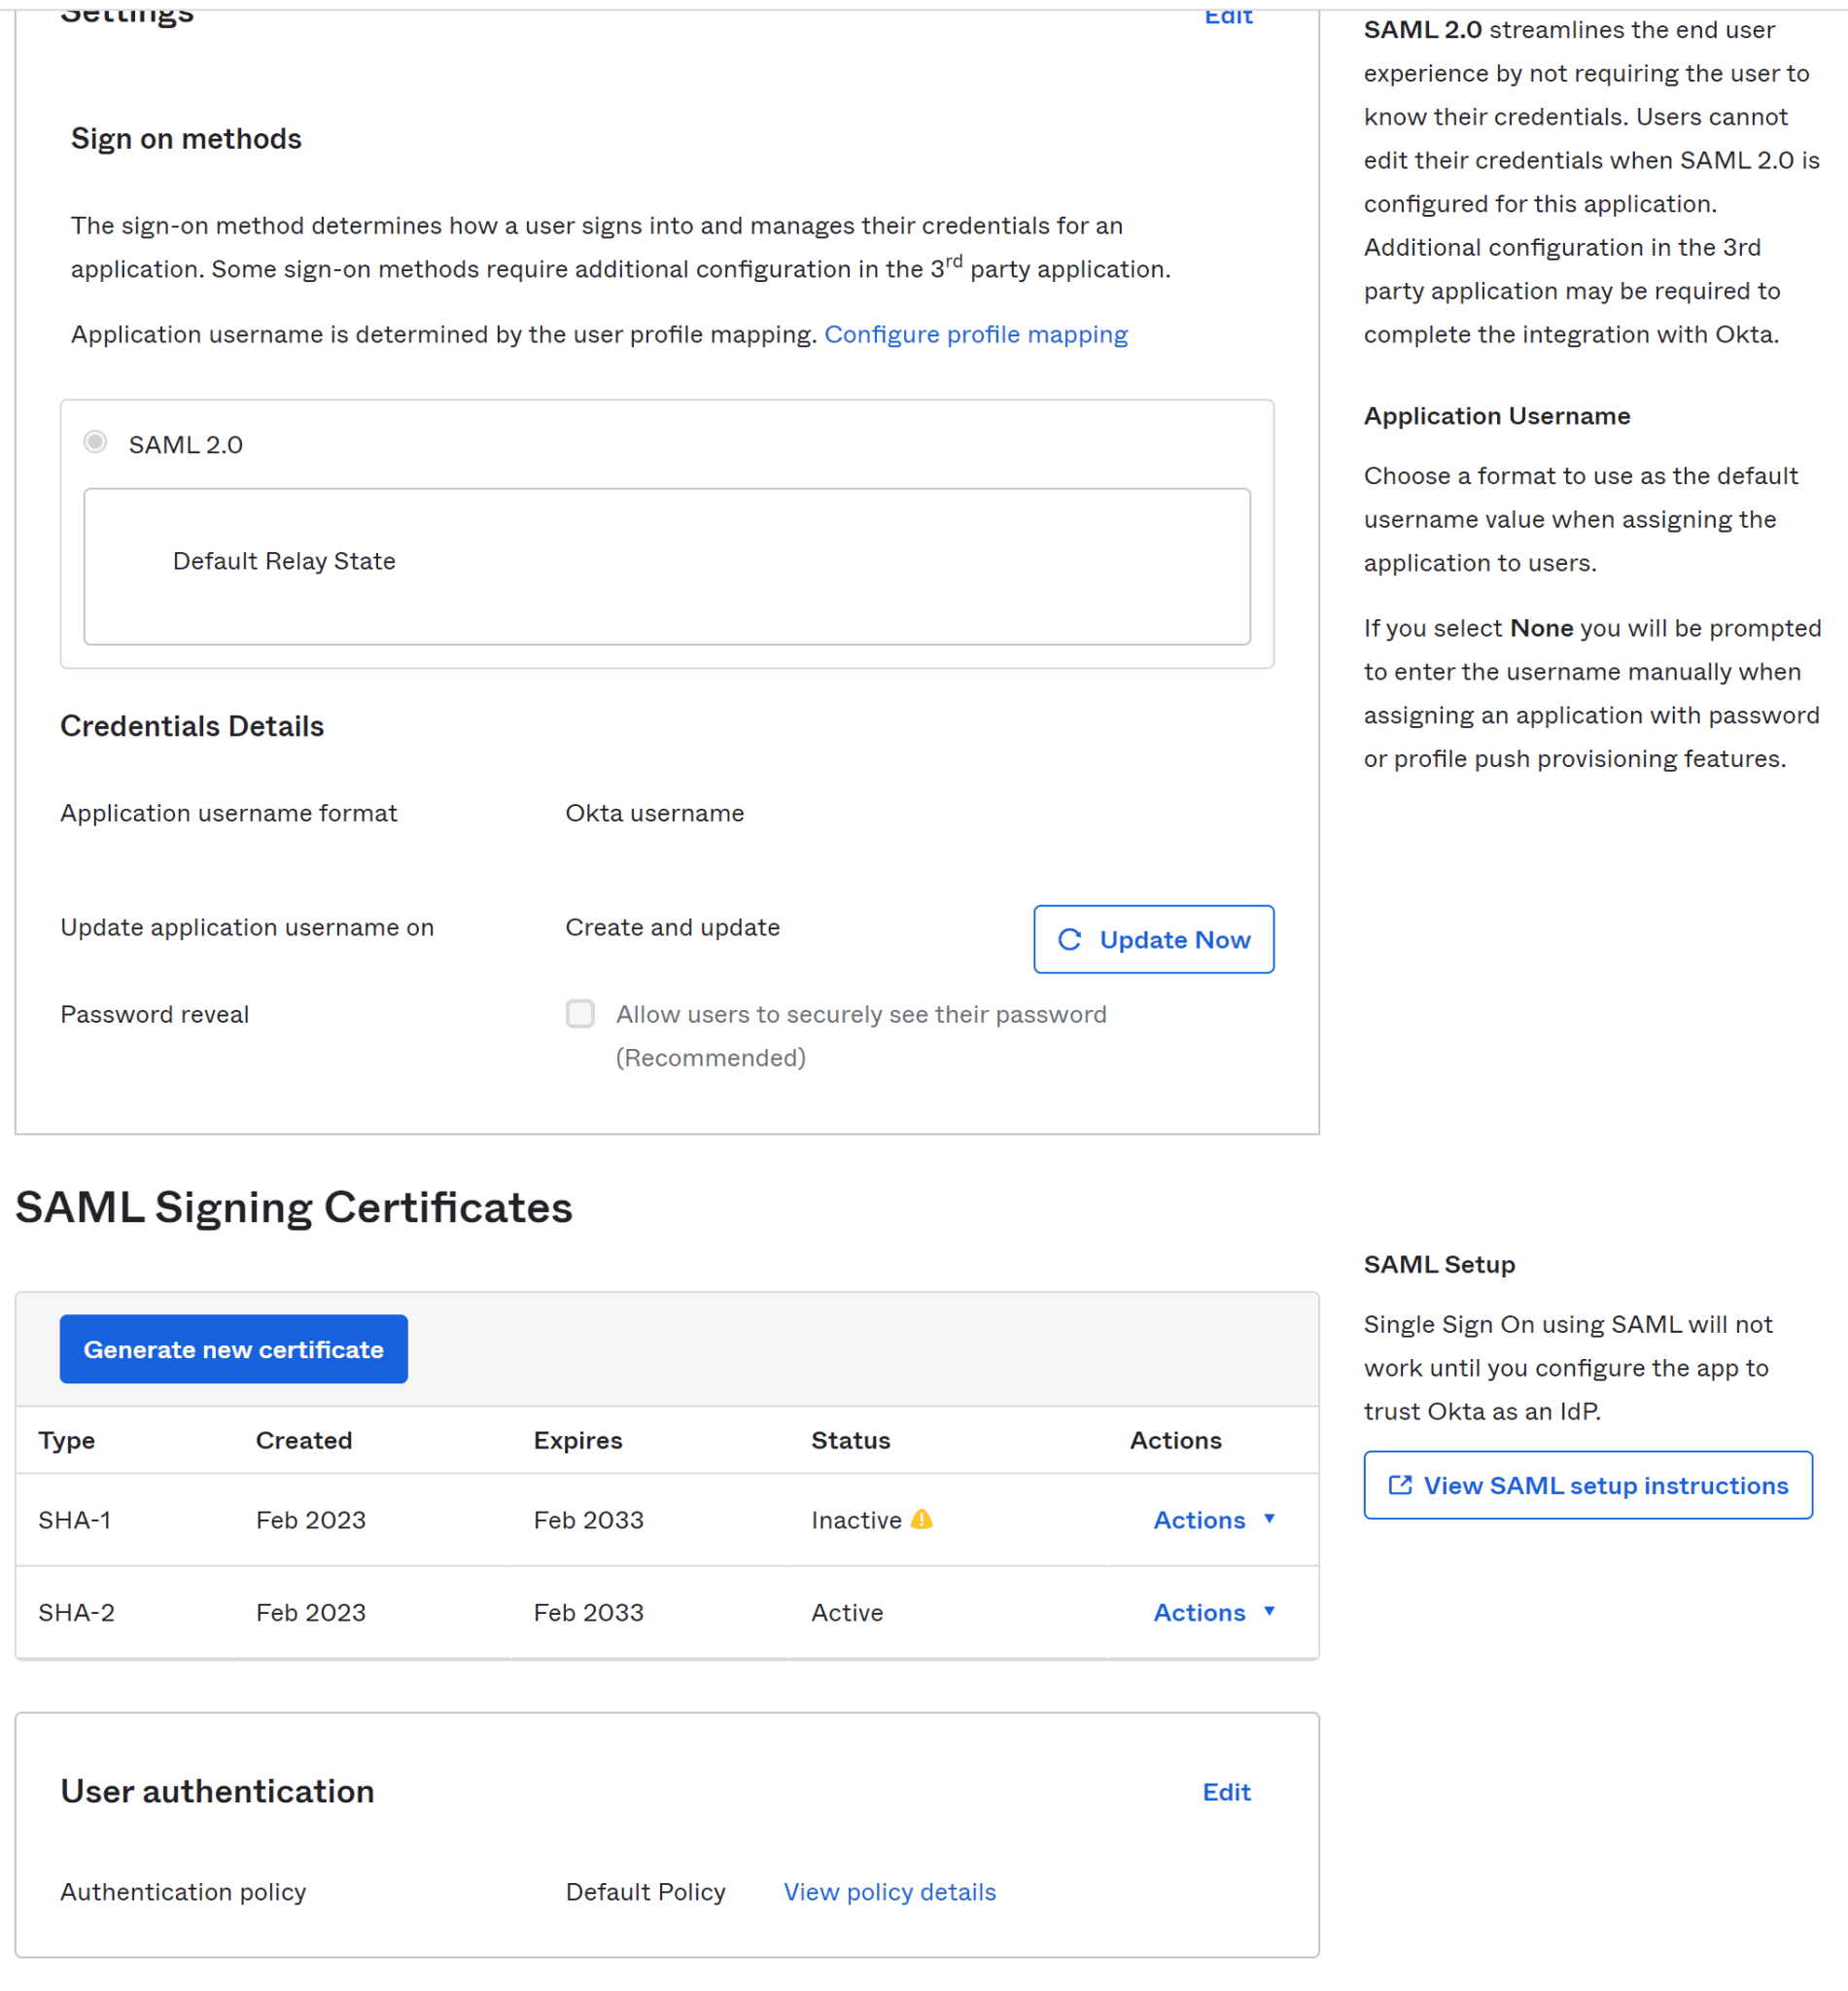 Settings
Edit
Sign on methods
The sign-on method determines how a user signs into and manages their credentials for an
application. Some sign-on methods require additional configuration in the 3rd party application.
Application username is determined by the user profile mapping. Configure profile mapping
SAML 2.0
Default Relay State
Credentials Details
Application username format
Okta username
Update application username on
Create and update
Update Now
Password reveal
Allow users to securely see their password
(Recommended)
SAML 2.0 streamlines the end user
experience by not requiring the user to
know their credentials. Users cannot
edit their credentials when SAML 2.0 is
configured for this application.
Additional configuration in the 3rd
party application may be required to
complete the integration with Okta.
Application Username
Choose a format to use as the default
username value when assigning the
application to users.
If you select None you will be prompted
to enter the username manually when
assigning an application with password
or profile push provisioning features.
SAML Signing Certificates
Generate new certificate
Type Created Expires Status Actions
SHA-1 Feb 2023 Feb 2033 Inactive Actions
SHA-2 Feb 2023 Feb 2033 Active Actions
SAML Setup
Single Sign On using SAML will not
work until you configure the app to
trust Okta as an IdP.
View SAML setup instructions
User authentication
Edit
Authentication policy
Default Policy
View policy details